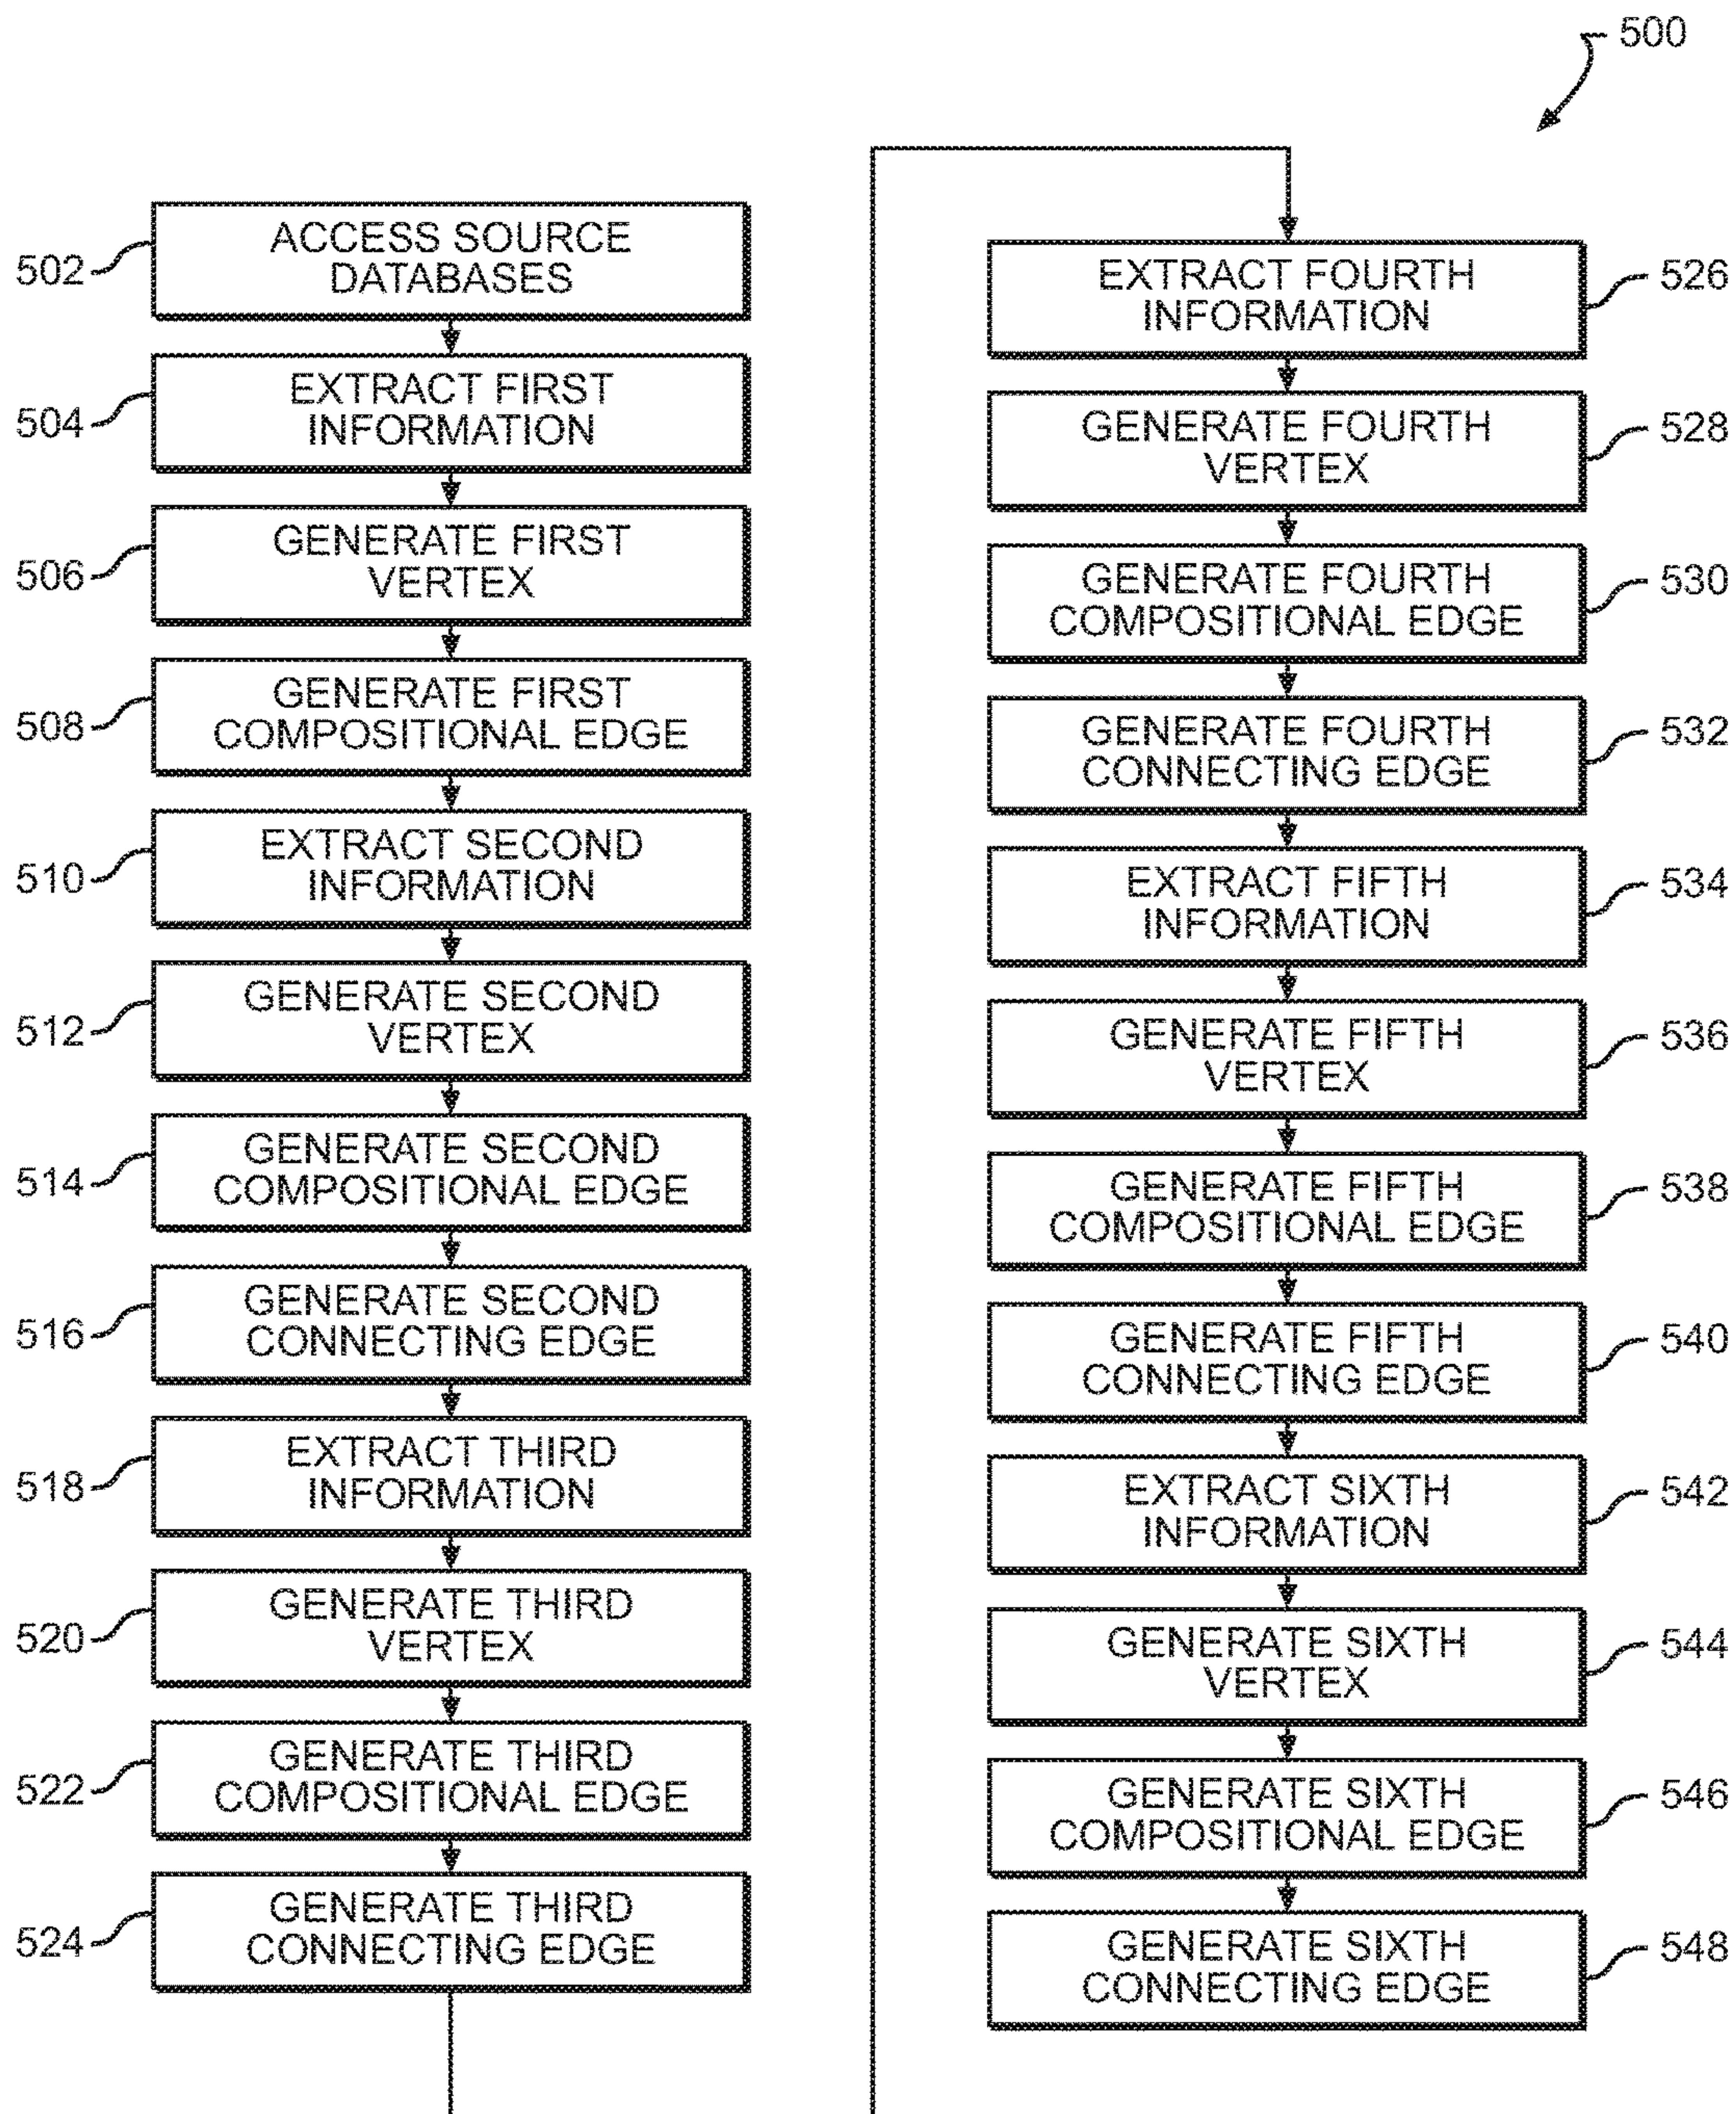 500
502
ACCESS SOURCE
DATABASES
504
EXTRACT FIRST
INFORMATION
506
GENERATE FIRST
VERTEX
508
GENERATE FIRST
COMPOSITIONAL EDGE
510
EXTRACT SECOND
INFORMATION
512
GENERATE SECOND
VERTEX
514
GENERATE SECOND
COMPOSITIONAL EDGE
516
GENERATE SECOND
CONNECTING EDGE
518
EXTRACT THIRD
INFORMATION
520
GENERATE THIRD
VERTEX
522
GENERATE THIRD
COMPOSITIONAL EDGE
524
GENERATE THIRD
CONNECTING EDGE
EXTRACT FOURTH
INFORMATION
526
GENERATE FOURTH
VERTEX
528
GENERATE FOURTH
COMPOSITIONAL EDGE
530
GENERATE FOURTH
CONNECTING EDGE
532
EXTRACT FIFTH
INFORMATION
534
GENERATE FIFTH
VERTEX
536
GENERATE FIFTH
COMPOSITIONAL EDGE
538
GENERATE FIFTH
CONNECTING EDGE
540
EXTRACT SIXTH
INFORMATION
542
GENERATE SIXTH
VERTEX
544
GENERATE SIXTH
COMPOSITIONAL EDGE
546
GENERATE SIXTH
CONNECTING EDGE
548